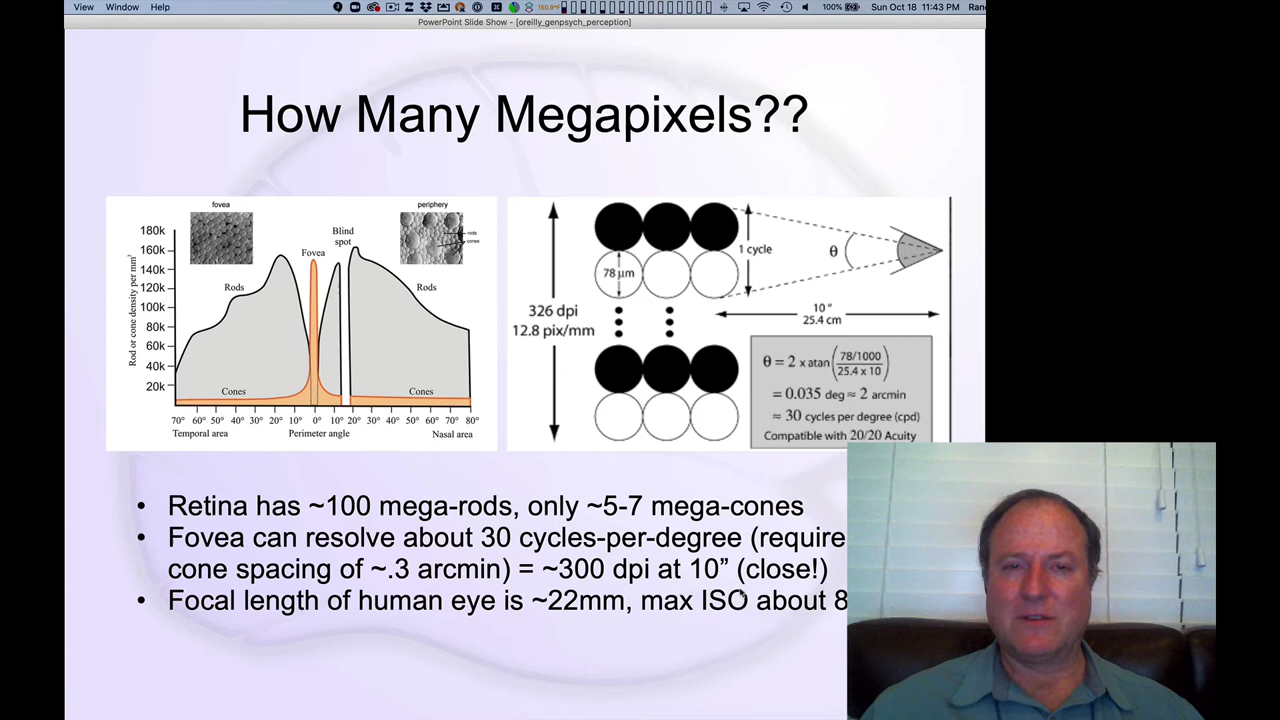 View Window Help
150.9°F
100%
Sun Oct 18 11:43 PM
Ran
PowerPoint Slide Show - [oreilly_genpsych_perception]
How Many Megapixels??
fovea
periphery
rods
cones
Blind
spot
Fovea
Rods
Rods
Cones
Cones
Rod or cone density per mm²
180k
160k
140k
120k
100k
80k
60k
40k
20k
70° 60° 50° 40° 30° 20° 10° 0° 10° 20° 30° 40° 50° 60° 70° 80°
Temporal area
Perimeter angle
Nasal area
326 dpi
12.8 pix/mm
78 µm
1 cycle
θ
10 "
25.4 cm
θ = 2 x atan (78/1000 / 25.4 x 10)
= 0.035 deg ≈ 2 arcmin
≈ 30 cycles per degree (cpd)
Compatible with 20/20 Acuity
• Retina has ~100 mega-rods, only ~5-7 mega-cones
• Fovea can resolve about 30 cycles-per-degree (require
cone spacing of ~.3 arcmin) = ~300 dpi at 10” (close!)
• Focal length of human eye is ~22mm, max ISO about 8